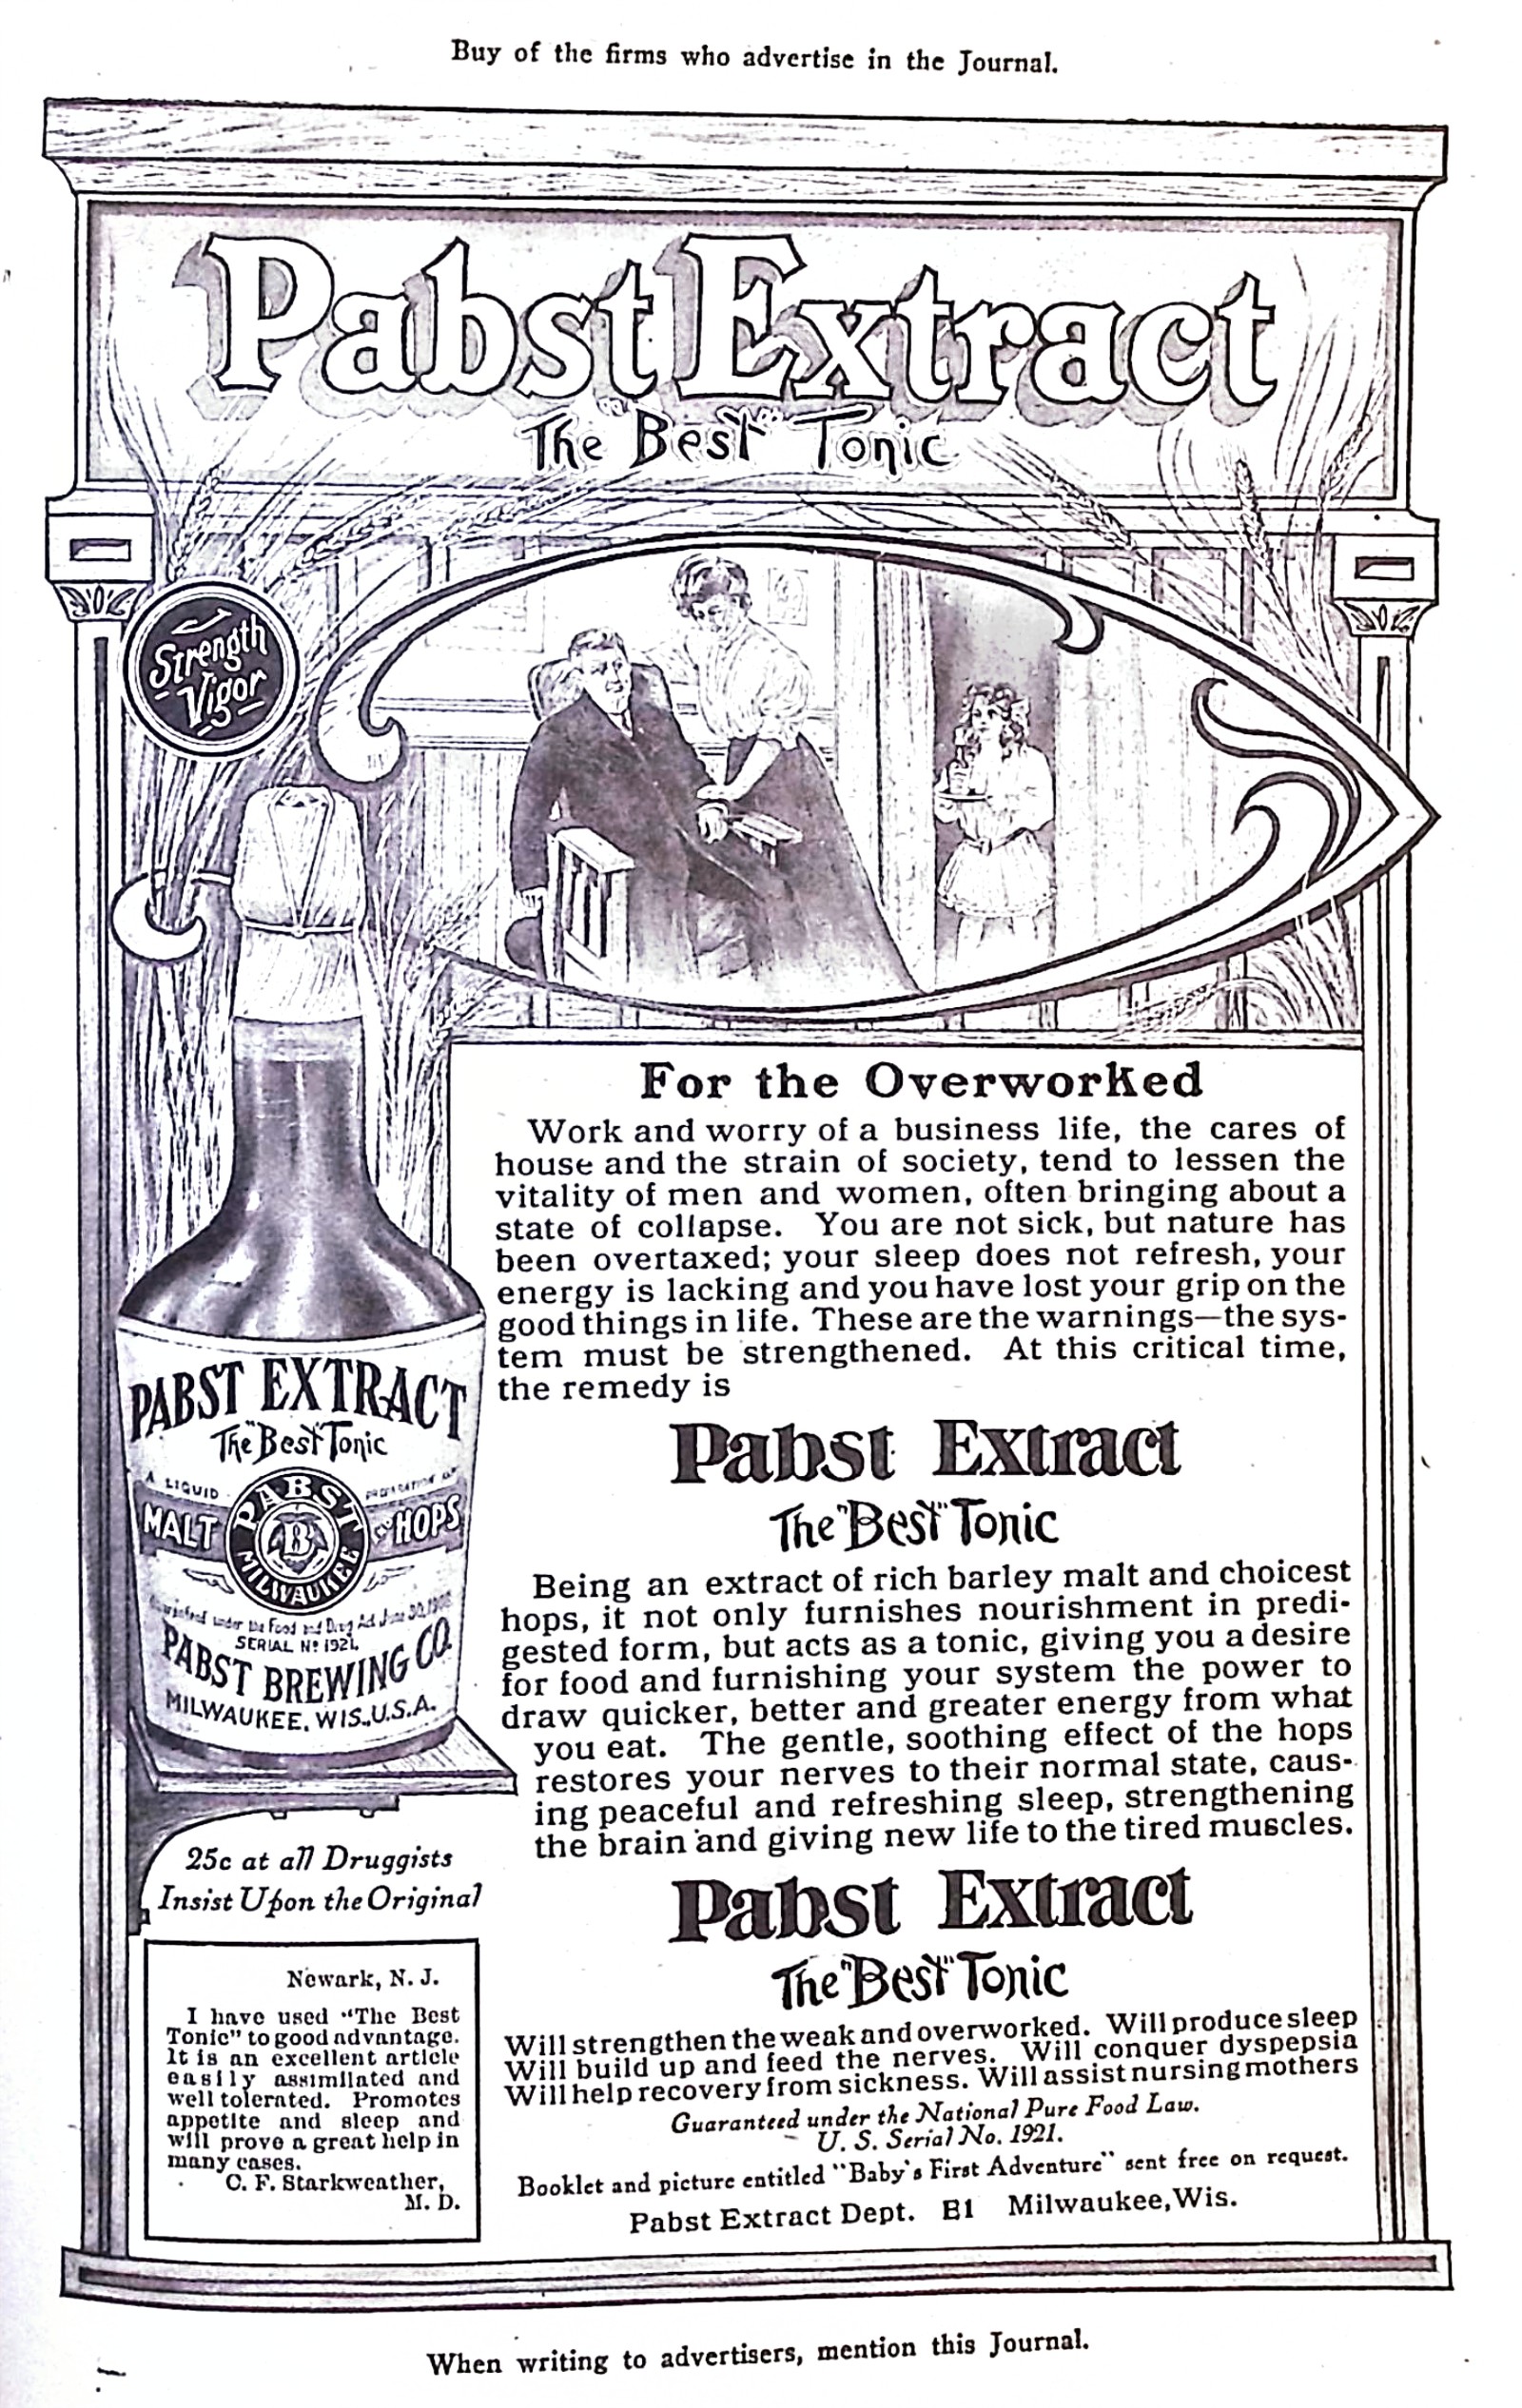 Buy of the firms who advertise in the Journal.
Pabst Extract
The "Best" Tonic
Strength
Vigor
For the Overworked
Work and worry of a business life, the cares of
house and the strain of society, tend to lessen the
vitality of men and women, often bringing about a
state of collapse. You are not sick, but nature has
been overtaxed; your sleep does not refresh, your
energy is lacking and you have lost your grip on the
good things in life. These are the warnings—the sys-
tem must be strengthened. At this critical time,
the remedy is
Pabst Extract
The "Best" Tonic
Being an extract of rich barley malt and choicest
hops, it not only furnishes nourishment in predi-
gested form, but acts as a tonic, giving you a desire
for food and furnishing your system the power to
draw quicker, better and greater energy from what
you eat. The gentle, soothing effect of the hops
restores your nerves to their normal state, caus-
ing peaceful and refreshing sleep, strengthening
the brain and giving new life to the tired muscles.
Pabst Extract
The "Best" Tonic
Will strengthen the weak and overworked. Will produce sleep
Will build up and feed the nerves. Will conquer dyspepsia
Will help recovery from sickness. Will assist nursing mothers
Guaranteed under the National Pure Food Law.
U. S. Serial No. 1921.
Booklet and picture entitled "Baby's First Adventure" sent free on request.
Pabst Extract Dept. B1 Milwaukee, Wis.
PABST EXTRACT
The "Best" Tonic
A LIQUID PREPARATION OF
MALT AND HOPS
PABST
B
MILWAUKEE
Guaranteed under the Food and Drug Act June 30, 1906
SERIAL No 1921.
PABST BREWING CO.
MILWAUKEE, WIS., U.S.A.
25c at all Druggists
Insist Upon the Original
Newark, N. J.
I have used "The Best
Tonic" to good advantage.
It is an excellent article
easily assimilated and
well tolerated. Promotes
appetite and sleep and
will prove a great help in
many cases.
C. F. Starkweather,
M. D.
When writing to advertisers, mention this Journal.